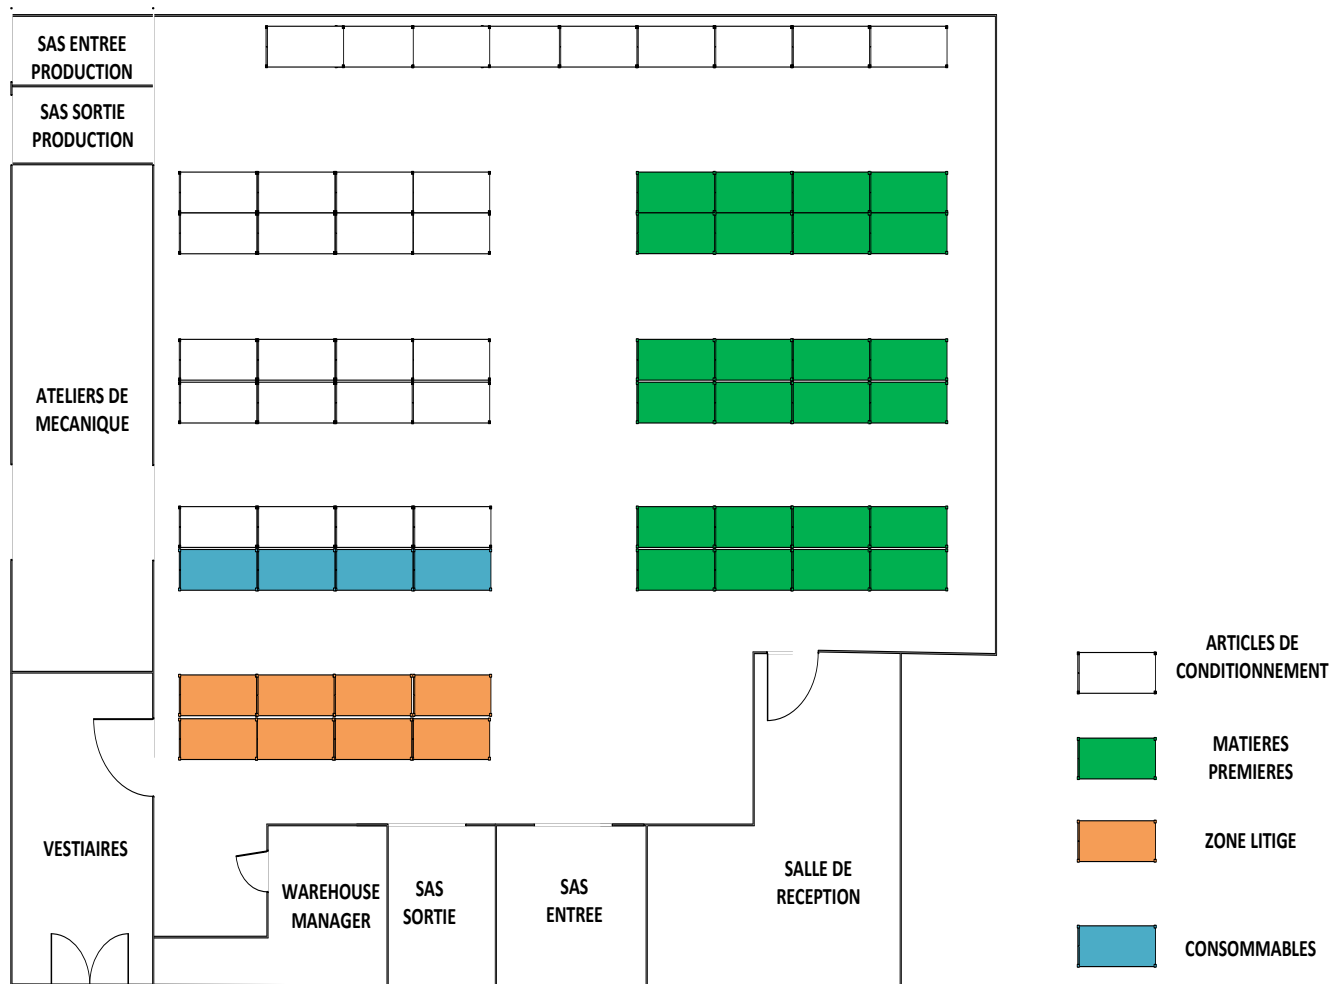 SAS ENTREE
PRODUCTION
SAS SORTIE
PRODUCTION
ATELIERS DE
MECANIQUE
VESTIAIRES
WAREHOUSE
MANAGER
SAS
SORTIE
SAS
ENTREE
SALLE DE
RECEPTION
ARTICLES DE
CONDITIONNEMENT
MATIERES
PREMIERES
ZONE LITIGE
CONSOMMABLES